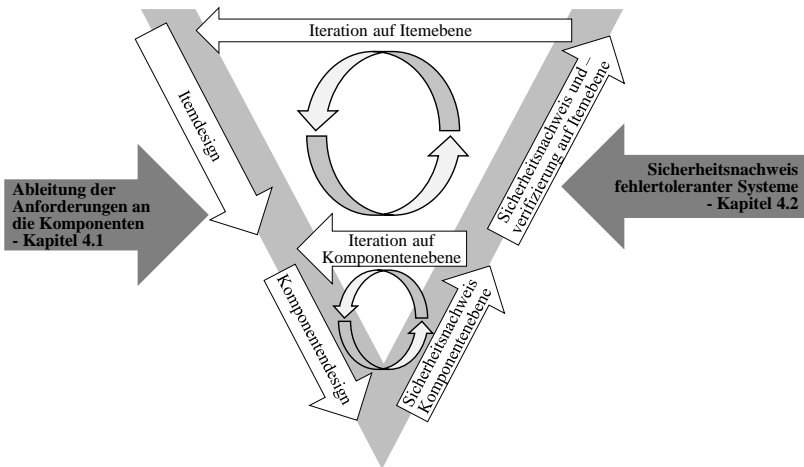 Iteration auf Itemebene
Itemdesign
Ableitung der
Anforderungen an
die Komponenten
- Kapitel 4.1
Iteration auf
Komponentenebene
Komponentendesign
Sicherheitsnachweis
Komponentenebene
Sicherheitsnachweis und –
verifizierung auf Itemebene
Sicherheitsnachweis
fehlertoleranter Systeme
- Kapitel 4.2